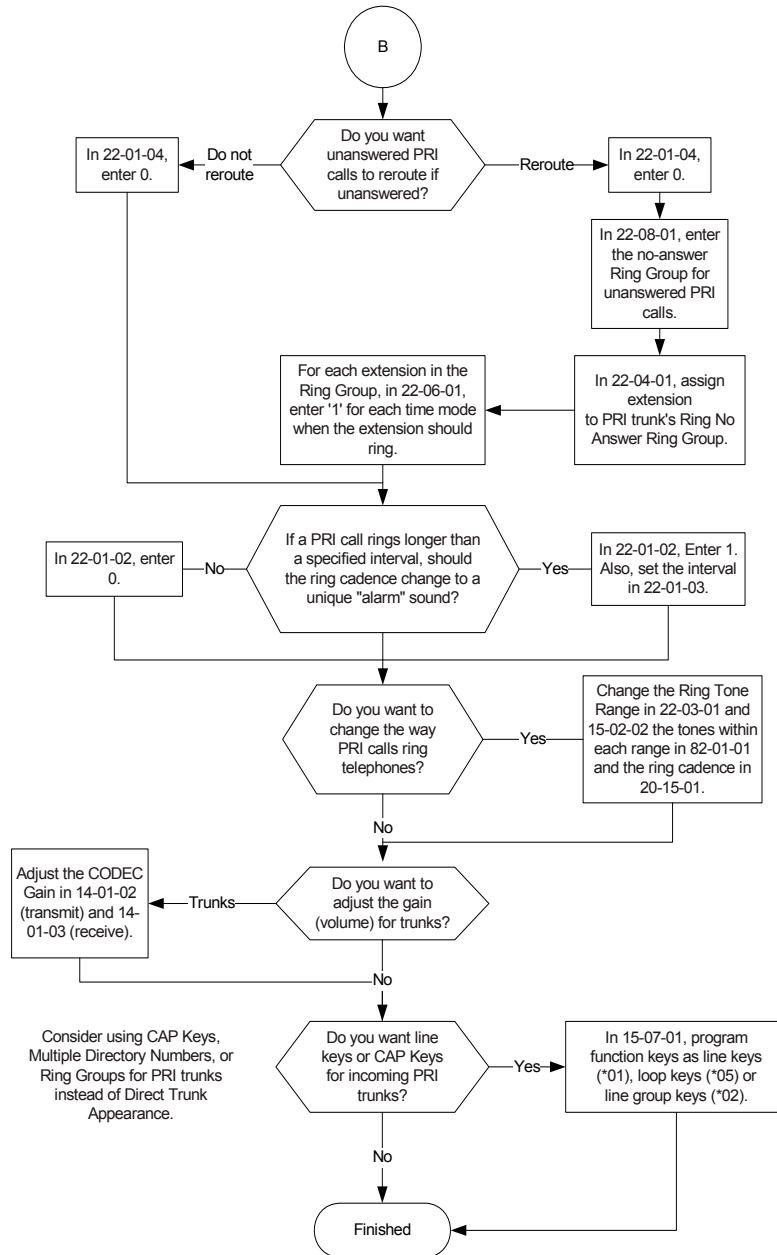 B
Do you want
unanswered PRI
calls to reroute if
unanswered?
Do not
reroute
In 22-01-04,
enter 0.
Reroute
In 22-01-04,
enter 0.
In 22-08-01, enter
the no-answer
Ring Group for
unanswered PRI
calls.
In 22-04-01, assign
extension
to PRI trunk's Ring No
Answer Ring Group.
For each extension in the
Ring Group, in 22-06-01,
enter '1' for each time mode
when the extension should
ring.
If a PRI call rings longer than
a specified interval, should
the ring cadence change to a
unique "alarm" sound?
No
In 22-01-02, enter
0.
Yes
In 22-01-02, Enter 1.
Also, set the interval
in 22-01-03.
Do you want to
change the way
PRI calls ring
telephones?
Yes
Change the Ring Tone
Range in 22-03-01 and
15-02-02 the tones within
each range in 82-01-01
and the ring cadence in
20-15-01.
No
Do you want to
adjust the gain
(volume) for trunks?
Trunks
Adjust the CODEC
Gain in 14-01-02
(transmit) and 14-
01-03 (receive).
No
Consider using CAP Keys,
Multiple Directory Numbers, or
Ring Groups for PRI trunks
instead of Direct Trunk
Appearance.
Do you want line
keys or CAP Keys
for incoming PRI
trunks?
Yes
In 15-07-01, program
function keys as line keys
(*01), loop keys (*05) or
line group keys (*02).
No
Finished